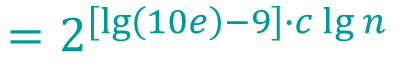 = 2^{[lg(10e)−9]·c lg n}